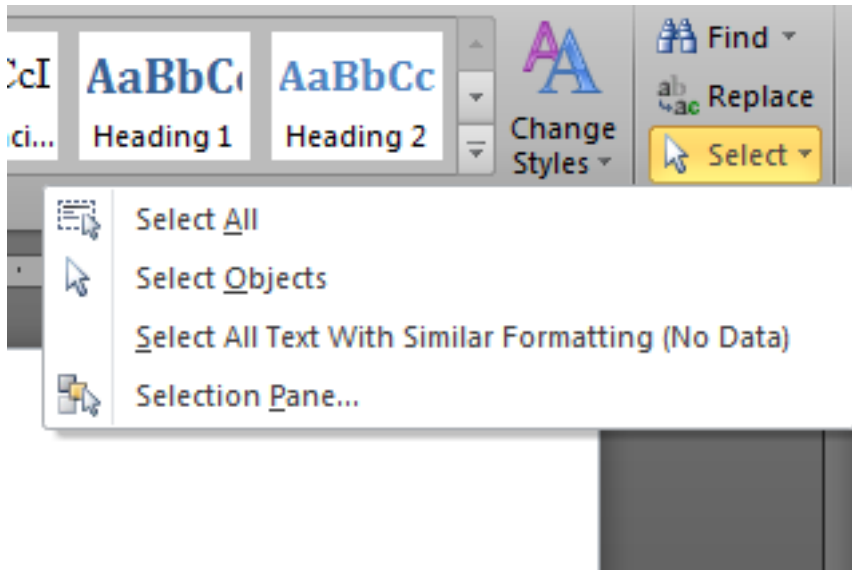 AaBbC AaBbCc
Heading 1 Heading 2
Change
Styles
Find
Replace
Select
Select All
Select Objects
Select All Text With Similar Formatting (No Data)
Selection Pane...